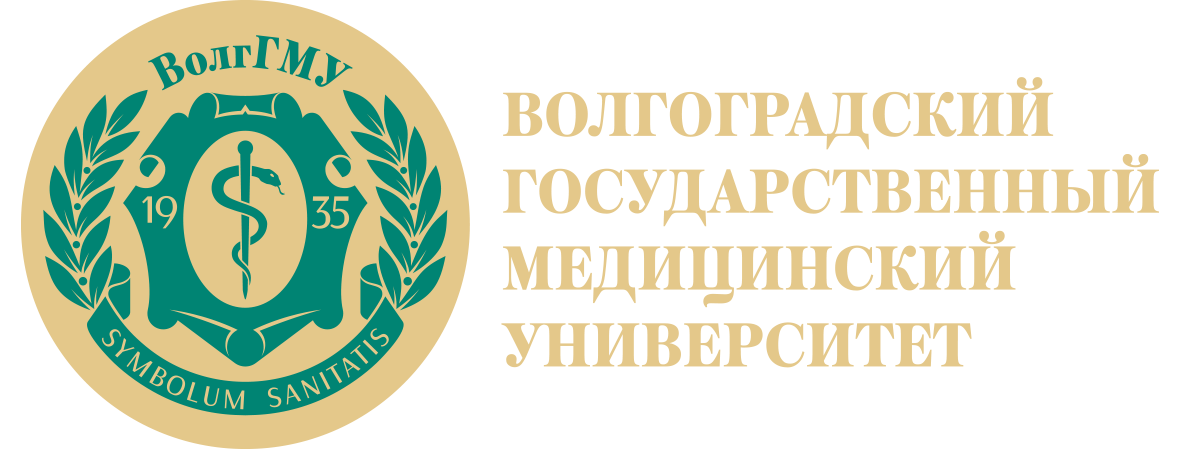 ВолгГМУ
19 35
SYMBOLUM SANITATIS
ВОЛГОГРАДСКИЙ
ГОСУДАРСТВЕННЫЙ
МЕДИЦИНСКИЙ
УНИВЕРСИТЕТ